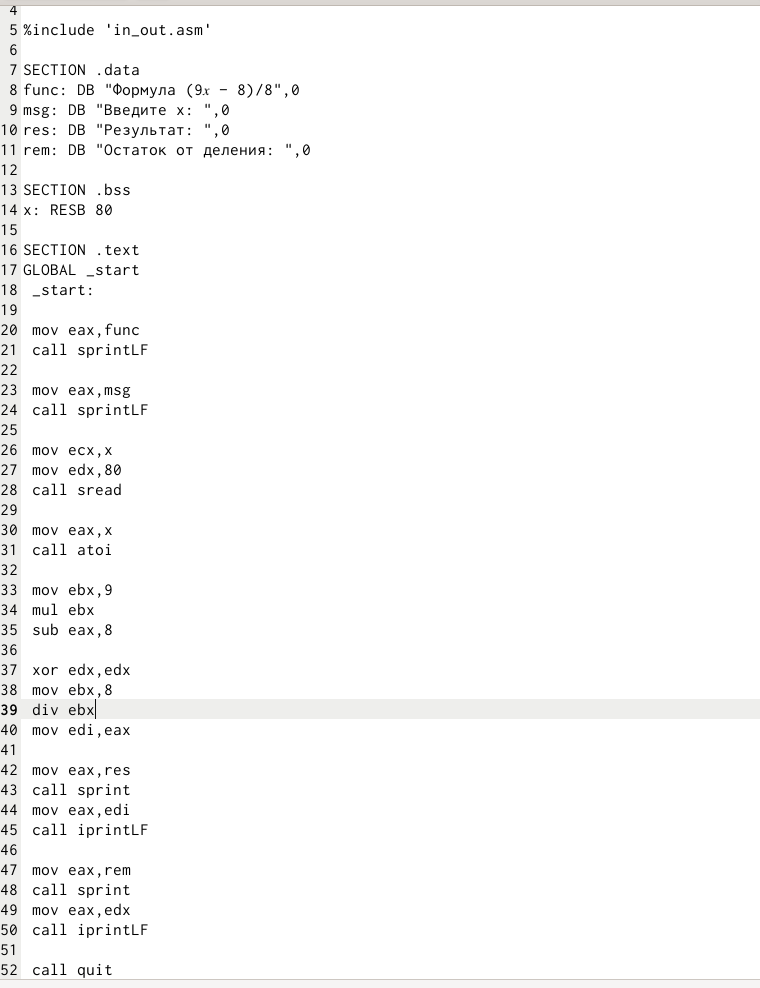 4
5 %include 'in_out.asm'
6
7 SECTION .data
8 func: DB "Формула (9𝑥 − 8)/8",0
9 msg: DB "Введите x: ",0
10 res: DB "Результат: ",0
11 rem: DB "Остаток от деления: ",0
12
13 SECTION .bss
14 x: RESB 80
15
16 SECTION .text
17 GLOBAL _start
18 _start:
19
20 mov eax,func
21 call sprintLF
22
23 mov eax,msg
24 call sprintLF
25
26 mov ecx,x
27 mov edx,80
28 call sread
29
30 mov eax,x
31 call atoi
32
33 mov ebx,9
34 mul ebx
35 sub eax,8
36
37 xor edx,edx
38 mov ebx,8
39 div ebx
40 mov edi,eax
41
42 mov eax,res
43 call sprint
44 mov eax,edi
45 call iprintLF
46
47 mov eax,rem
48 call sprint
49 mov eax,edx
50 call iprintLF
51
52 call quit